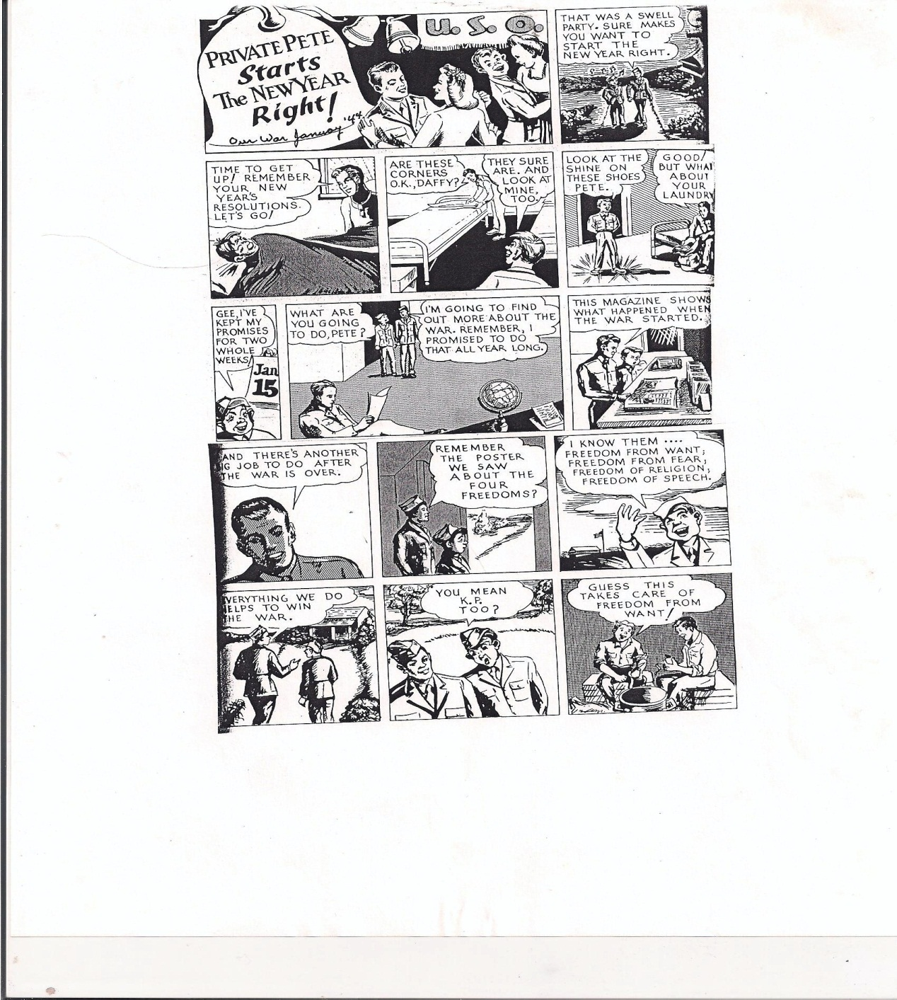 PRIVATE PETE
Starts
The NEW YEAR
Right!
Our War January '44
U.S.O.
THAT WAS A SWELL
PARTY. SURE MAKES
YOU WANT TO
START THE
NEW YEAR RIGHT.
TIME TO GET
UP! REMEMBER
YOUR NEW
YEAR'S
RESOLUTIONS.
LET'S GO!
ARE THESE
CORNERS
O.K., DAFFY?
THEY SURE
ARE. AND
LOOK AT
MINE,
TOO.
LOOK AT THE
SHINE ON
THESE SHOES
PETE.
GOOD!
BUT WHAT
ABOUT
YOUR
LAUNDRY
GEE, I'VE
KEPT MY
PROMISES
FOR TWO
WHOLE
WEEKS!
Jan
15
WHAT ARE
YOU GOING
TO DO, PETE?
I'M GOING TO FIND
OUT MORE ABOUT THE
WAR. REMEMBER, I
PROMISED TO DO
THAT ALL YEAR LONG.
THIS MAGAZINE SHOWS
WHAT HAPPENED WHEN
THE WAR STARTED.
AND THERE'S ANOTHER
IG JOB TO DO AFTER
THE WAR IS OVER.
REMEMBER
THE POSTER
WE SAW
ABOUT THE
FOUR
FREEDOMS?
I KNOW THEM ....
FREEDOM FROM WANT;
FREEDOM FROM FEAR;
FREEDOM OF RELIGION;
FREEDOM OF SPEECH.
VERYTHING WE DO
ELPS TO WIN
THE WAR.
YOU MEAN
K.P.
TOO?
GUESS THIS
TAKES CARE OF
FREEDOM FROM
WANT!